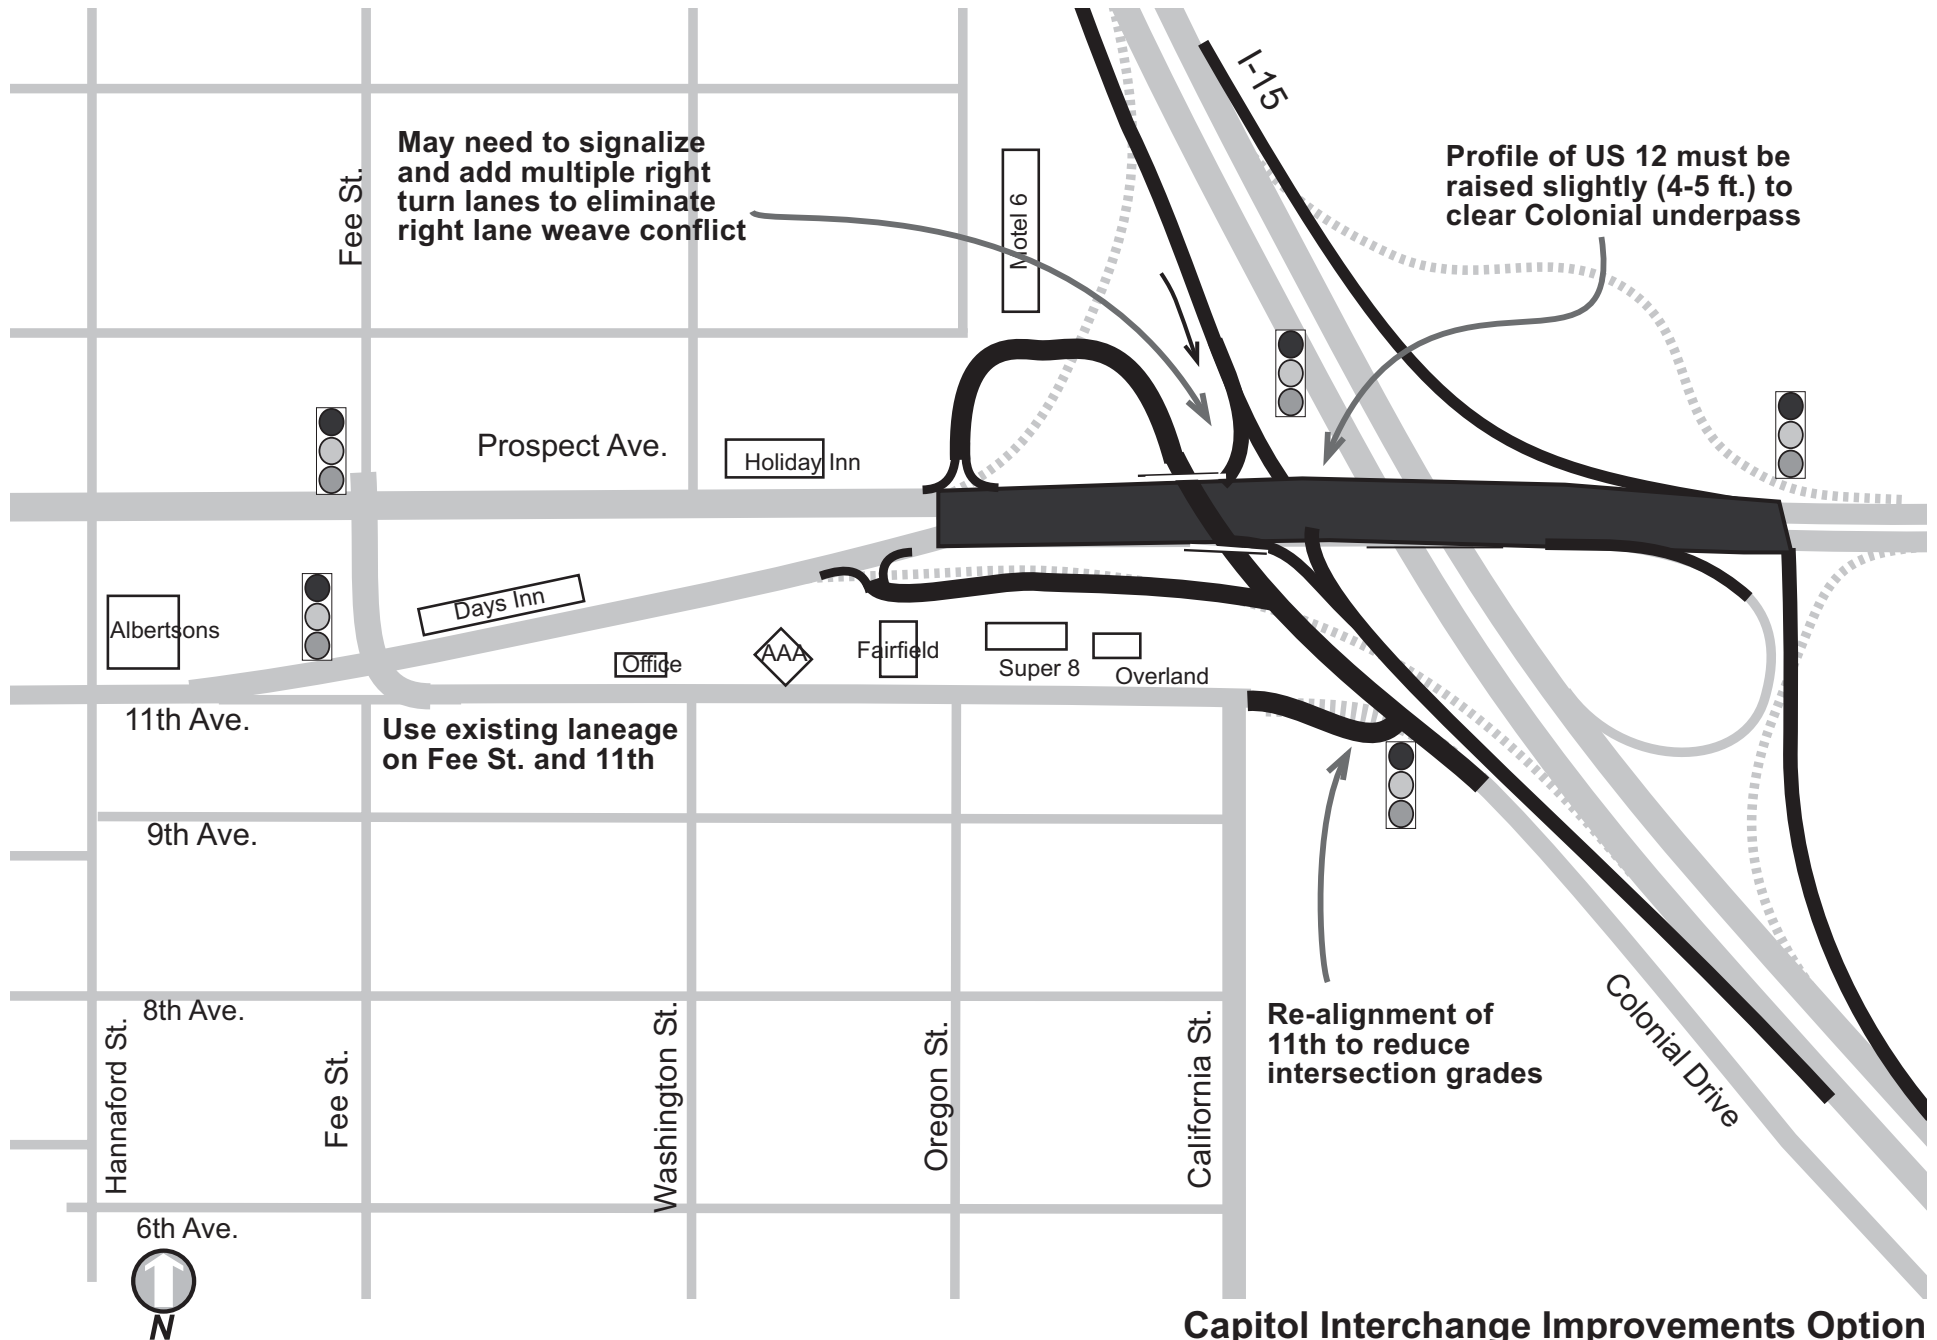 I-15
May need to signalize
and add multiple right
turn lanes to eliminate
right lane weave conflict
Profile of US 12 must be
raised slightly (4-5 ft.) to
clear Colonial underpass
Fee St.
Motel 6
Prospect Ave.
Holiday Inn
Days Inn
Albertsons
Office
AAA
Fairfield
Super 8
Overland
11th Ave.
Use existing laneage
on Fee St. and 11th
9th Ave.
8th Ave.
Hannaford St.
Fee St.
Washington St.
Oregon St.
California St.
Re-alignment of
11th to reduce
intersection grades
Colonial Drive
6th Ave.
N
Capitol Interchange Improvements Option